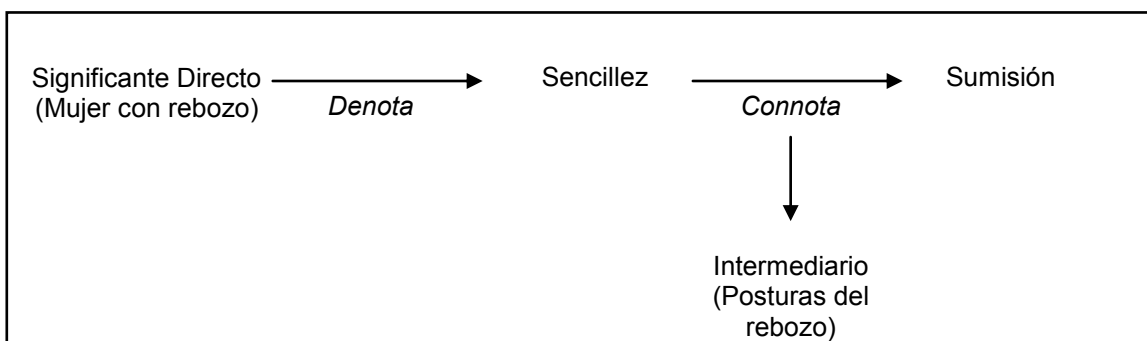 Significante Directo
(Mujer con rebozo)
Denota
Sencillez
Connota
Sumisión
Intermediario
(Posturas del
rebozo)